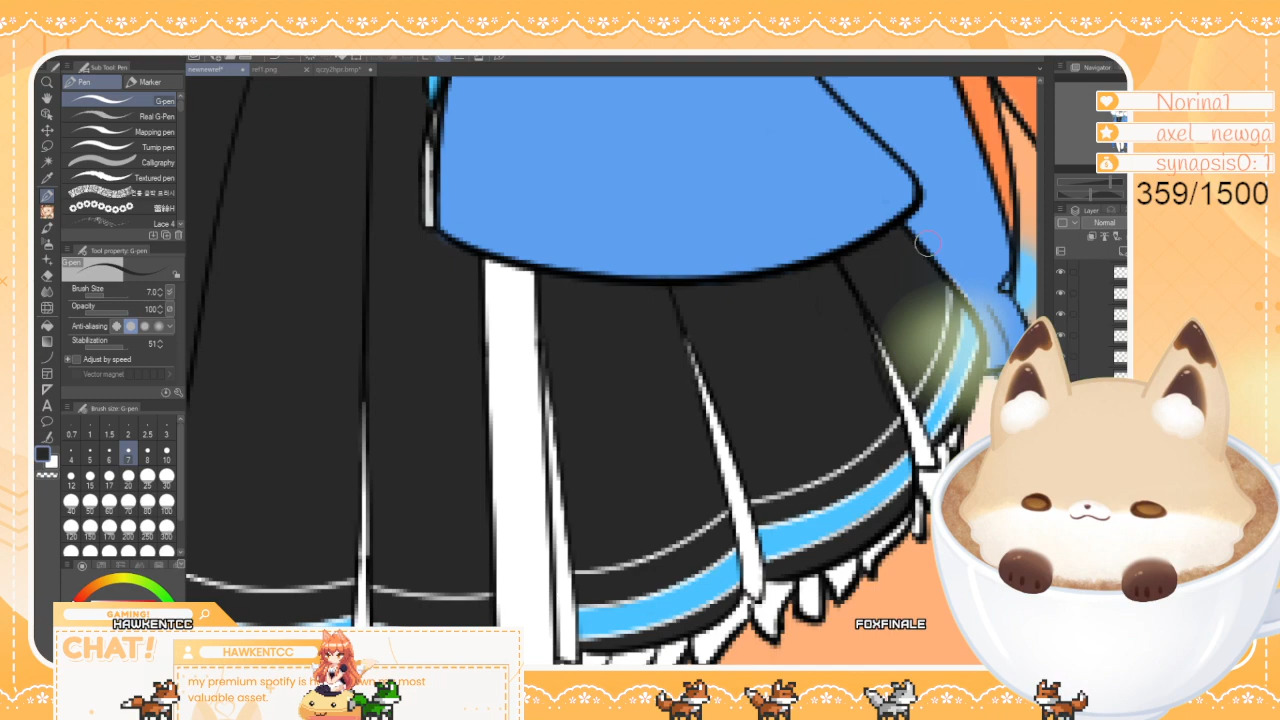 Sub Tool: Pen
newnewref*
ref1.png
Navigator
Pen
Marker
G-pen
Real G-Pen
Mapping pen
Turnip pen
Calligraphy
Textured pen
Lace 4
Norina1
axel_newga
synapsis0: 1
359/1500
Layer
Normal
Tool property: G-pen
G-pen
Brush Size 7.0
Opacity 100
Anti-aliasing
Stabilization 51
Adjust by speed
Vector magnet
Brush size: G-pen
0.7 1 1.5 2 2.5 3
4 5 6 7 8 10
12 15 17 20 25 30
40 50 60 70 80 100
120 150 170 200 250 300
GAMING!
HAWKENTCC
FOXFINALE
CHAT!
HAWKENTCC
my premium spotify is
most
valuable asset.